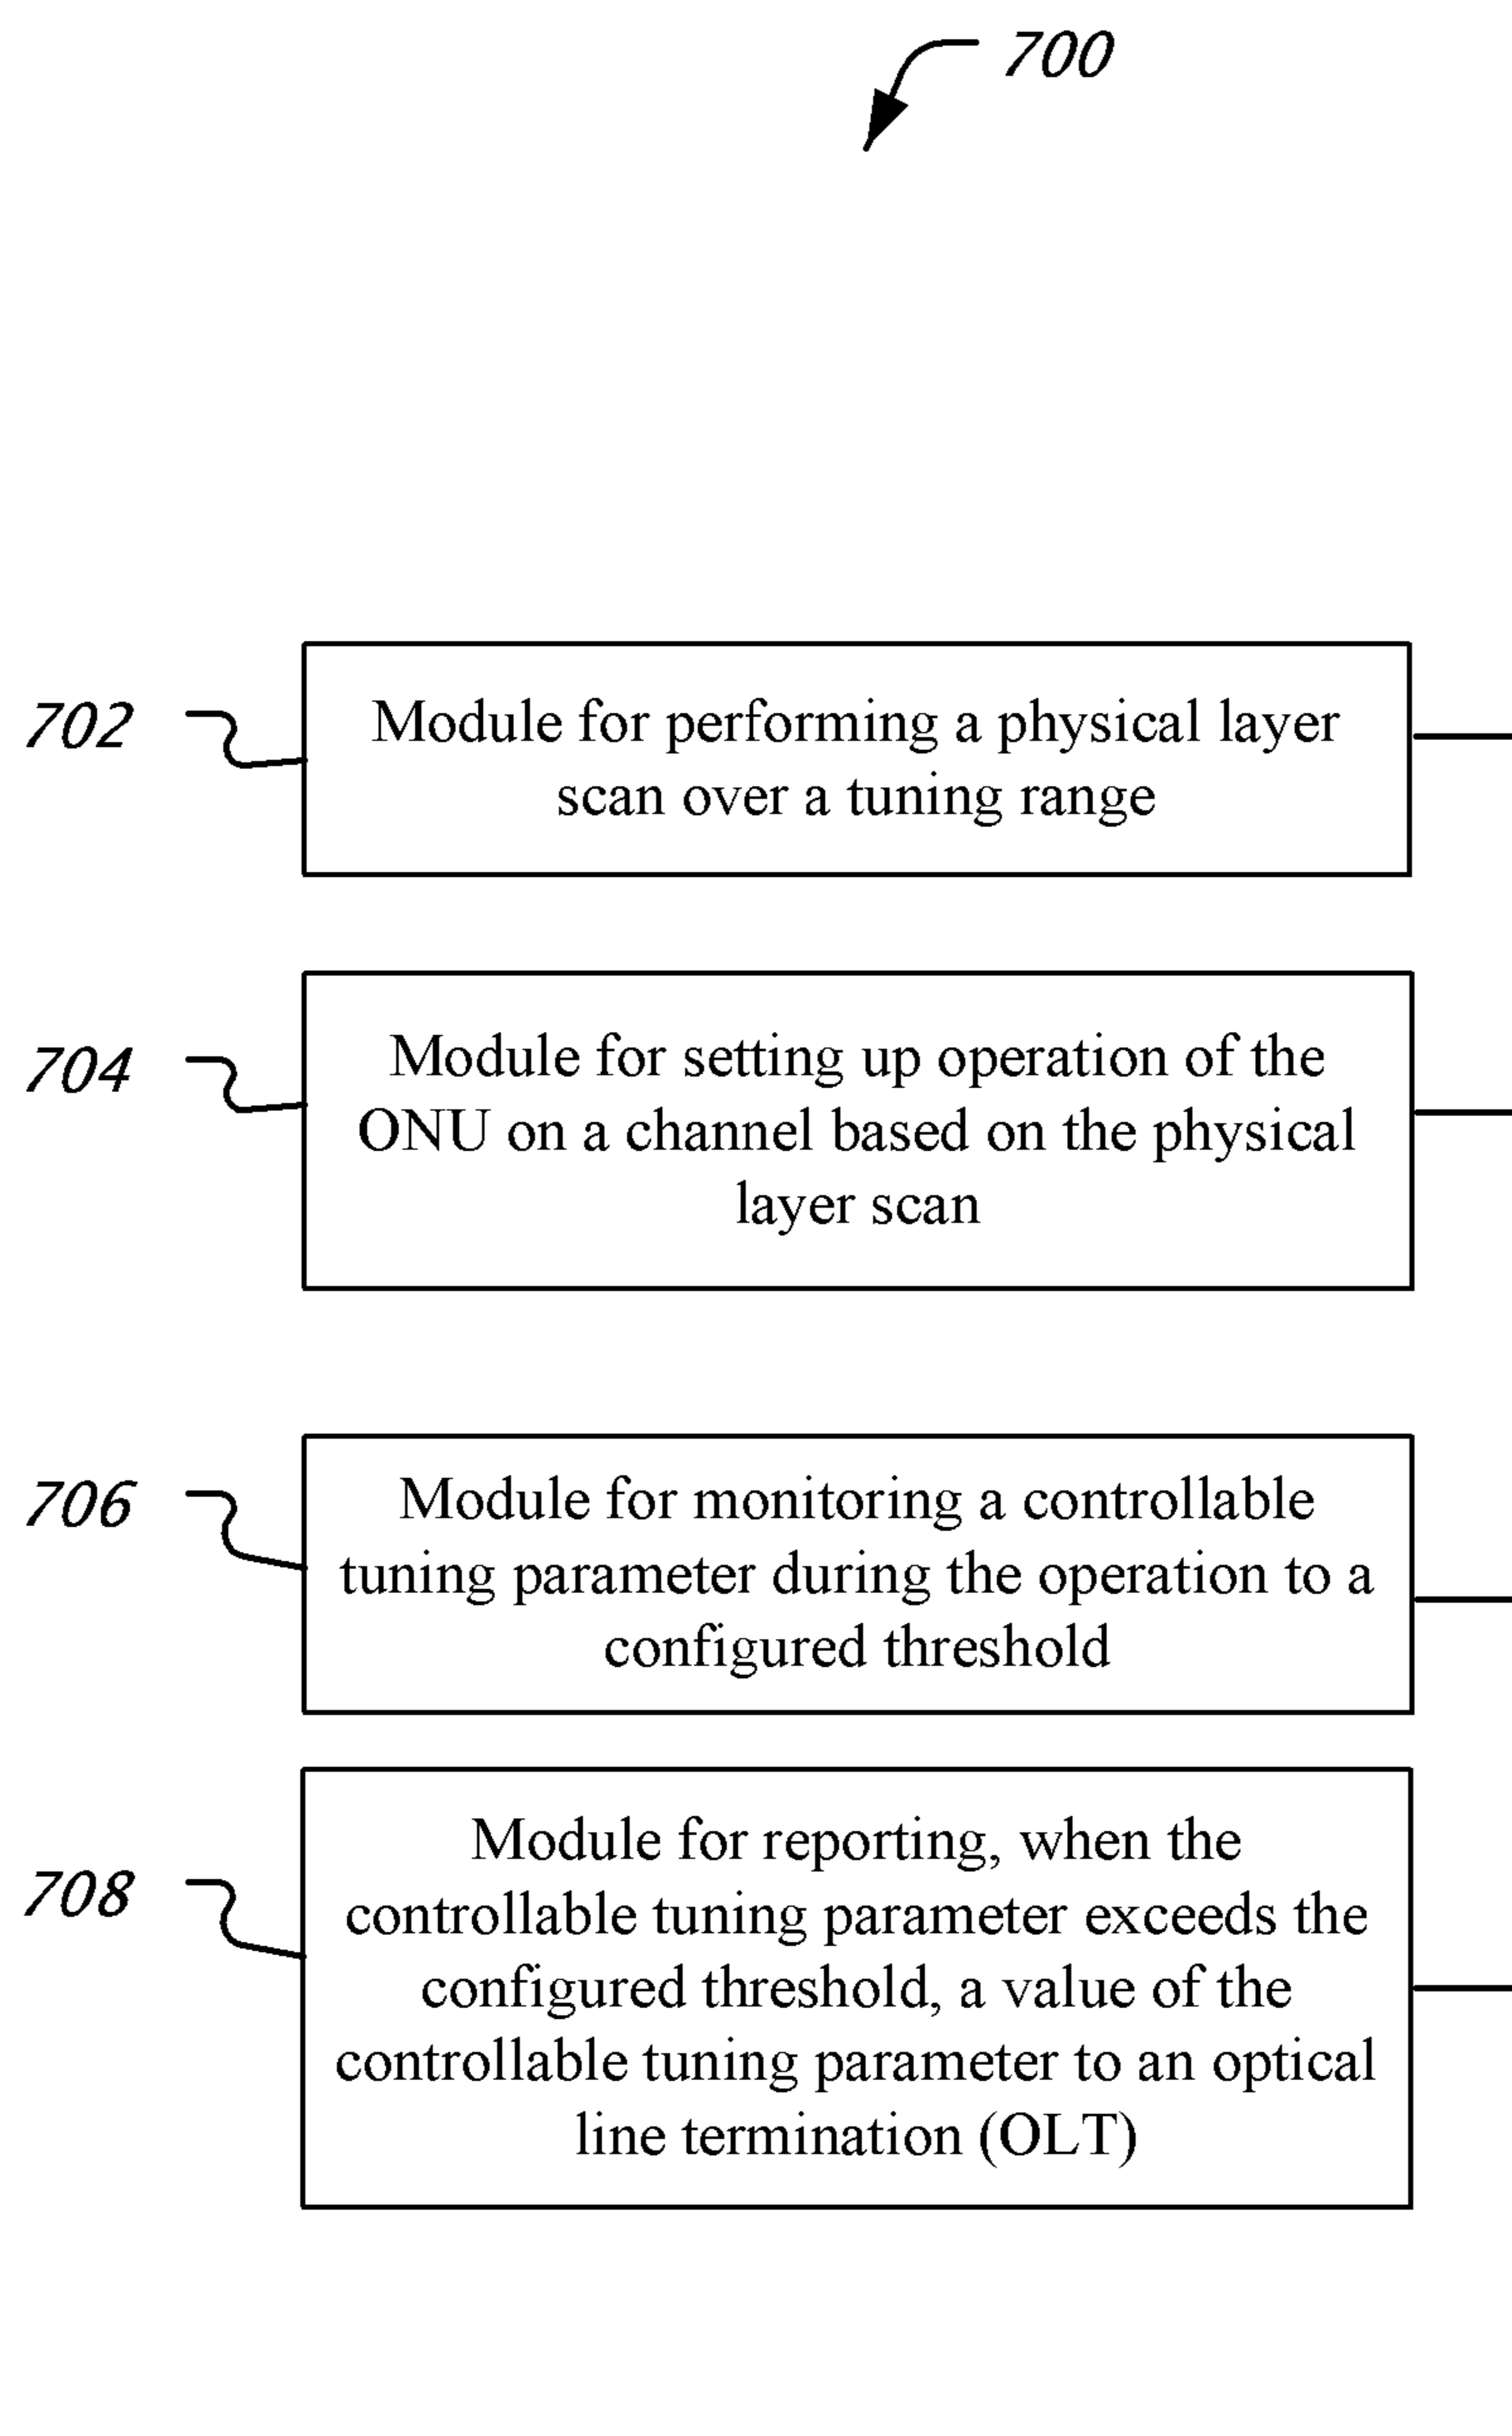 700
702
Module for performing a physical layer
scan over a tuning range
704
Module for setting up operation of the
ONU on a channel based on the physical
layer scan
706
Module for monitoring a controllable
tuning parameter during the operation to a
configured threshold
708
Module for reporting, when the
controllable tuning parameter exceeds the
configured threshold, a value of the
controllable tuning parameter to an optical
line termination (OLT)